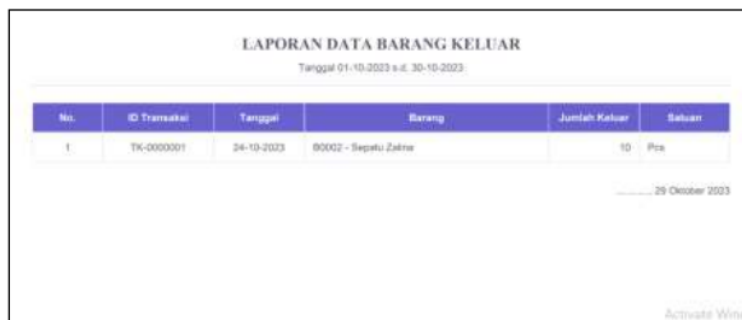 LAPORAN DATA BARANG KELUAR
Tanggal 01-10-2023 s.d. 30-10-2023
No. ID Transaksi Tanggal Barang Jumlah Keluar Satuan
1 TK-0000001 24-10-2023 B0002 - Sepatu Zalina 10 Pcs
.............., 29 Oktober 2023
Activate Wind